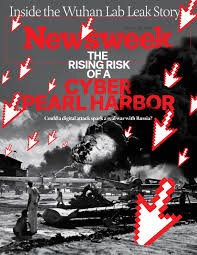 Inside the Wuhan Lab Leak Story
Newsweek
THE
RISING RISK
OF A
CYBER
PEARL HARBOR
Could a digital attack spark a real war with Russia?